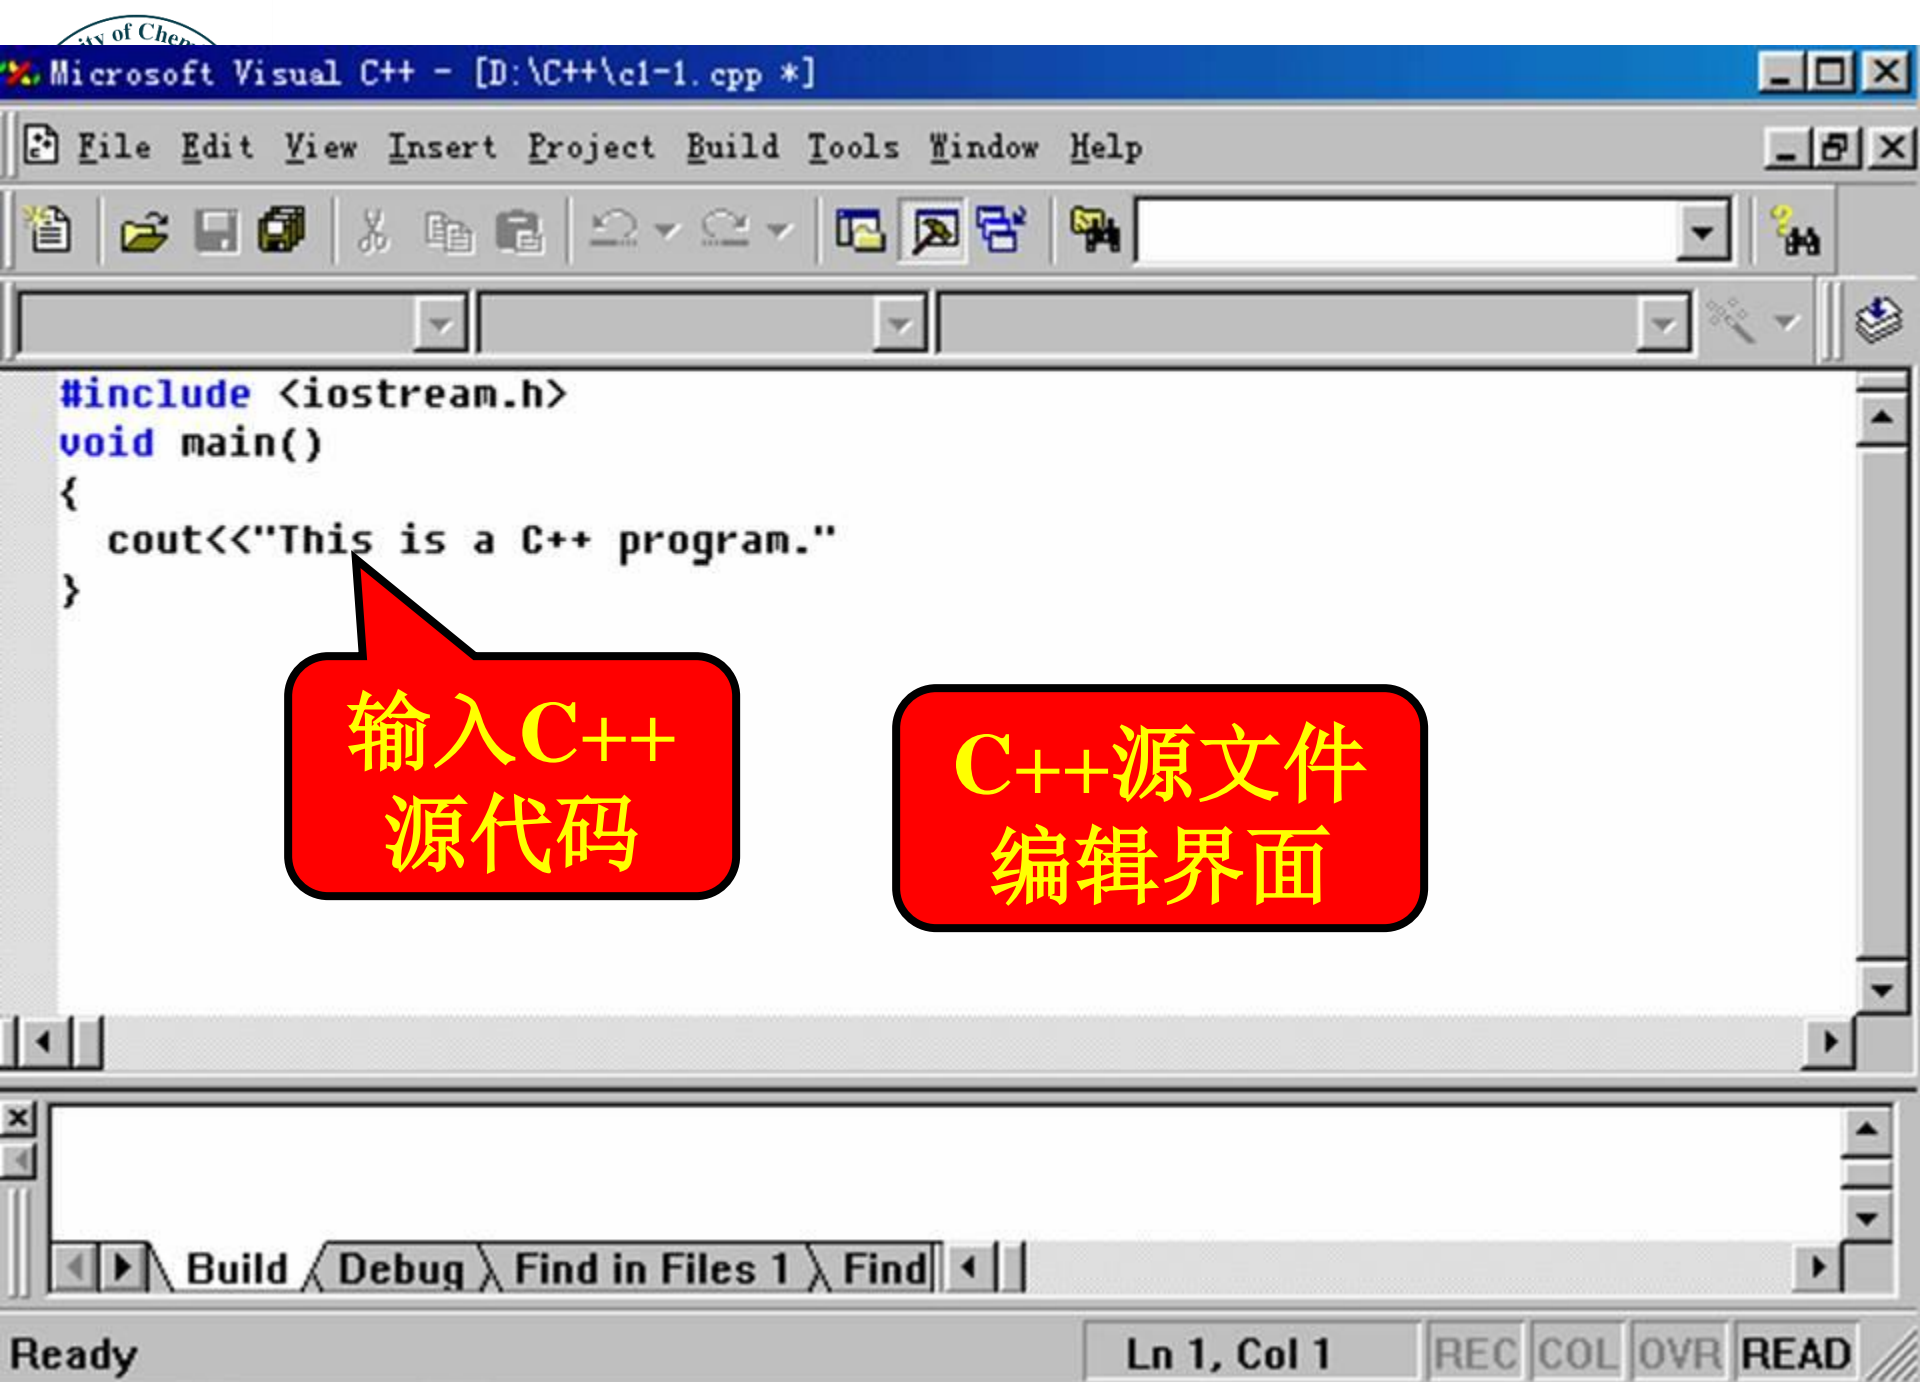 of
Microsoft Visual C++ - [D:\C++\c1-1.cpp *]
File Edit View Insert Project Build Tools Window Help
#include <iostream.h>
void main()
{
cout<<"This is a C++ program."
}
输入C++
源代码
C++源文件
编辑界面
Build Debug Find in Files 1 Find
Ready Ln 1, Col 1 REC COL OVR READ